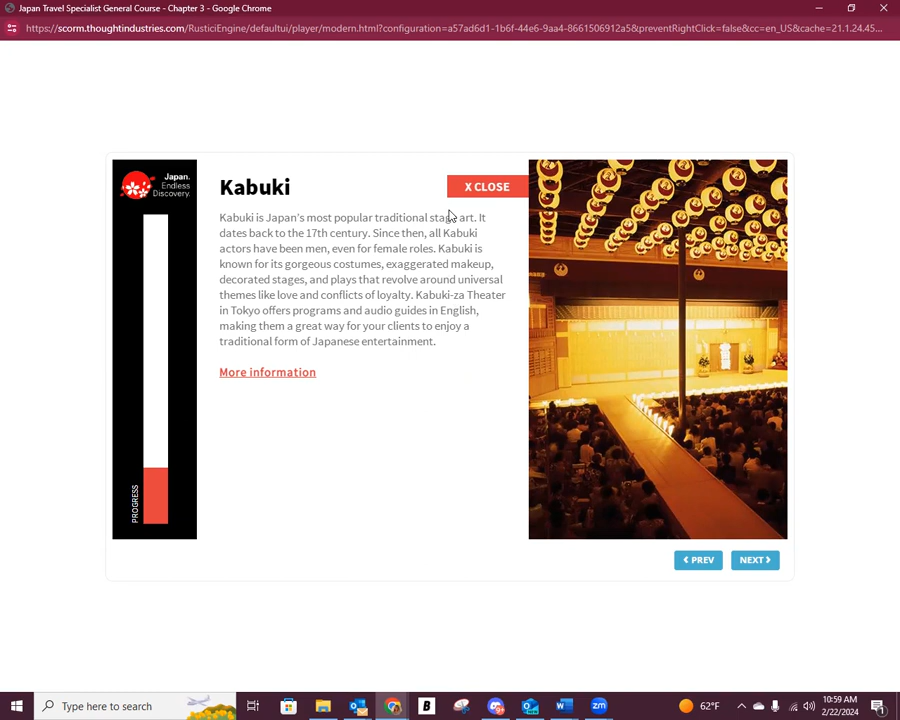 Japan Travel Specialist General Course - Chapter 3 - Google Chrome
https://scorm.thoughtindustries.com/RusticiEngine/defaultui/player/modern.html?configuration=a57ad6d1-1b6f-44e6-9aa4-8661506912a5&preventRightClick=false&cc=en_US&cache=21.1.24.45...
Japan.
Endless
Discovery.
PROGRESS
Kabuki
X CLOSE
Kabuki is Japan's most popular traditional stage art. It
dates back to the 17th century. Since then, all Kabuki
actors have been men, even for female roles. Kabuki is
known for its gorgeous costumes, exaggerated makeup,
decorated stages, and plays that revolve around universal
themes like love and conflicts of loyalty. Kabuki-za Theater
in Tokyo offers programs and audio guides in English,
making them a great way for your clients to enjoy a
traditional form of Japanese entertainment.
More information
PREV
NEXT
Type here to search
62°F
10:59 AM
2/22/2024